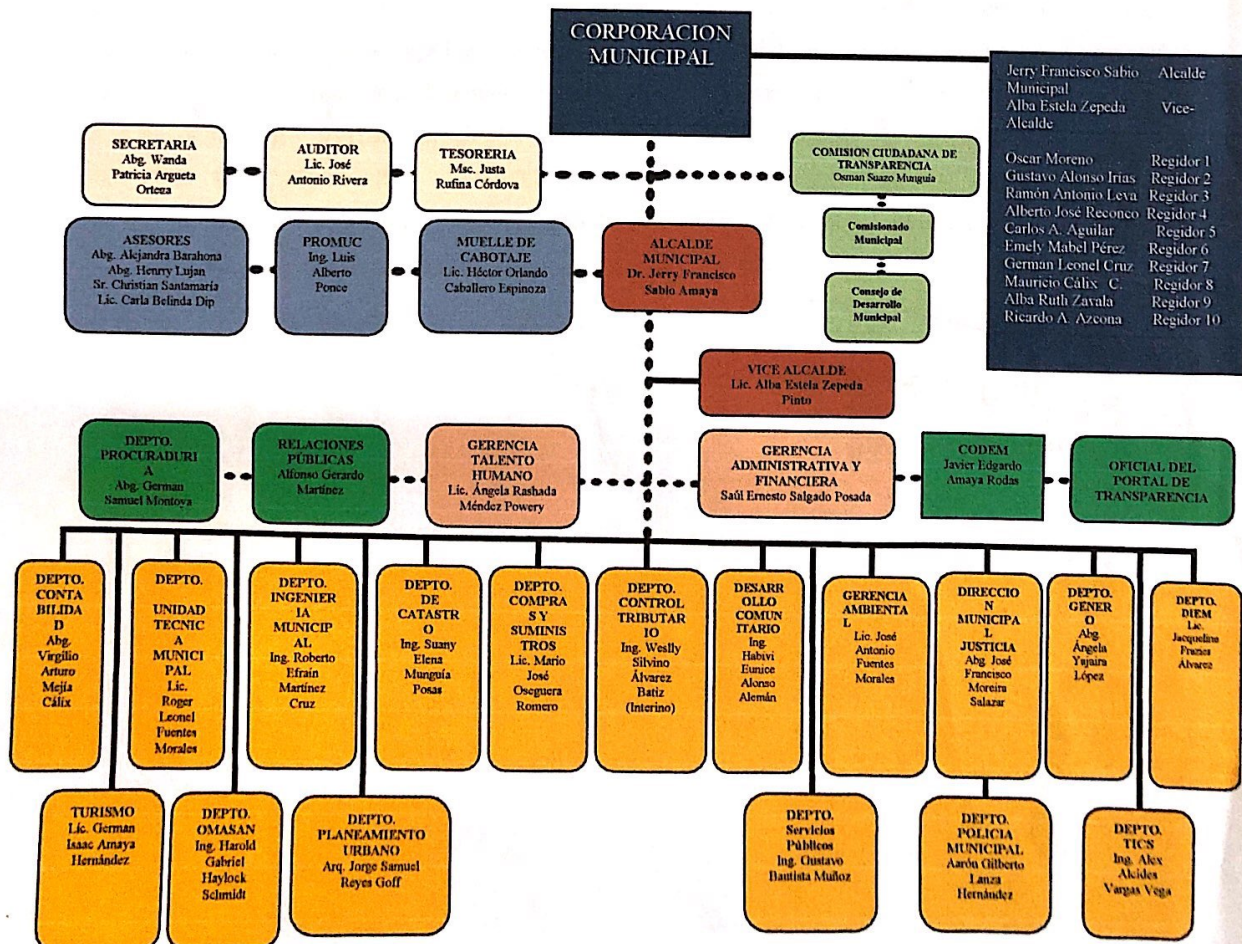 CORPORACION
MUNICIPAL
Jerry Francisco Sabio Alcalde
Municipal
Alba Estela Zepeda Vice-
Alcalde
Oscar Moreno Regidor 1
Gustavo Alonso Irias Regidor 2
Ramón Antonio Leva Regidor 3
Alberto José Reconco Regidor 4
Carlos A. Aguilar Regidor 5
Emely Mabel Pérez Regidor 6
German Leonel Cruz Regidor 7
Mauricio Cálix C. Regidor 8
Alba Ruth Zavala Regidor 9
Ricardo A. Azcona Regidor 10
SECRETARIA
Abg. Wanda
Patricia Argueta
Ortega
AUDITOR
Lic. José
Antonio Rivera
TESORERIA
Msc. Justa
Rufina Córdova
COMISION CIUDADANA DE
TRANSPARENCIA
Osman Suazo Munguía
Comisionado
Municipal
Consejo de
Desarrollo
Municipal
ASESORES
Abg. Alejandra Barahona
Abg. Henrry Lujan
Sr. Christian Santamaría
Lic. Carla Belinda Dip
PROMUC
Ing. Luis
Alberto
Ponce
MUELLE DE
CABOTAJE
Lic. Héctor Orlando
Caballero Espinoza
ALCALDE
MUNICIPAL
Dr. Jerry Francisco
Sabio Amaya
VICE ALCALDE
Lic. Alba Estela Zepeda
Pinto
DEPTO.
PROCURADURI
A
Abg. German
Samuel Montoya
RELACIONES
PÚBLICAS
Alfonso Gerardo
Martínez
GERENCIA
TALENTO
HUMANO
Lic. Ángela Rashada
Méndez Powery
GERENCIA
ADMINISTRATIVA Y
FINANCIERA
Saúl Ernesto Salgado Posada
CODEM
Javier Edgardo
Amaya Rodas
OFICIAL DEL
PORTAL DE
TRANSPARENCIA
DEPTO.
CONTA
BILIDA
D
Abg.
Virgilio
Arturo
Mejía
Cálix
DEPTO.
UNIDAD
TECNIC
A
MUNICI
PAL
Lic.
Roger
Leonel
Fuentes
Morales
DEPTO.
INGENIER
IA
MUNICIP
AL
Ing. Roberto
Efraín
Martínez
Cruz
DEPTO.
DE
CATASTR
O
Ing. Suany
Elena
Munguía
Posas
DEPTO.
COMPRA
S Y
SUMINIS
TROS
Lic. Mario
José
Oseguera
Romero
DEPTO.
CONTROL
TRIBUTAR
IO
Ing. Weslly
Silvino
Álvarez
Batiz
(Interino)
DESARR
OLLO
COMUN
ITARIO
Ing.
Habivi
Eunice
Alonso
Alemán
GERENCIA
AMBIENTA
L
Lic. José
Antonio
Fuentes
Morales
DIRECCIO
N
MUNICIPA
L
JUSTICIA
Abg. José
Francisco
Moreira
Salazar
DEPTO.
GENER
O
Abg.
Ángela
Yajaira
López
DEPTO.
DIEM
Lic.
Jacqueline
Álvarez
TURISMO
Lic. German
Isaac Amaya
Hernández
DEPTO.
OMASAN
Ing. Harold
Gabriel
Haylock
Schmidt
DEPTO.
PLANEAMIENTO
URBANO
Arq. Jorge Samuel
Reyes Goff
DEPTO.
Servicios
Públicos
Ing. Gustavo
Bautista Muñoz
DEPTO.
POLICIA
MUNICIPAL
Aarón Gilberto
Lanza
Hernández
DEPTO.
TICS
Ing. Alex
Alcides
Vargas Vega